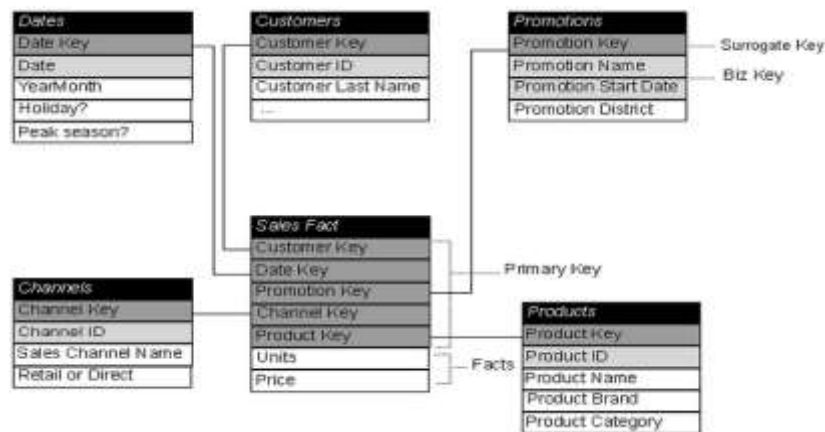 Dates
Date Key
Date
YearMonth
Holiday?
Peak season?
Customers
Customer Key
Customer ID
Customer Last Name
...
Promotions
Promotion Key
Promotion Name
Promotion Start Date
Promotion District
Surrogate Key
Biz Key
Sales Fact
Customer Key
Date Key
Promotion Key
Channel Key
Product Key
Units
Price
Primary Key
Facts
Channels
Channel Key
Channel ID
Sales Channel Name
Retail or Direct
Products
Product Key
Product ID
Product Name
Product Brand
Product Category